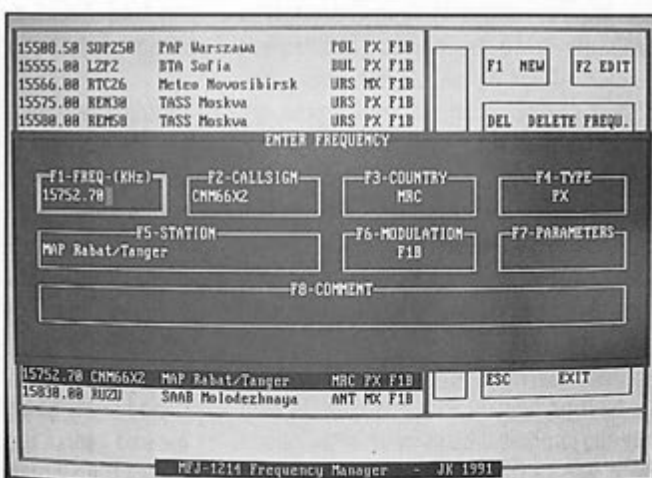 15508.50 SOP250 PAP Warszawa POL PX F1B
15555.00 LZP2 BTA Sofia BUL PX F1B
15566.00 RTC26 Meteo Novosibirsk URS MX F1B
15575.00 REN30 TASS Moskva URS PX F1B
15580.00 REM58 TASS Moskva URS PX F1B
F1 NEW
F2 EDIT
DEL DELETE FREQU.
ENTER FREQUENCY
F1-FREQ-(KHz)
15752.70
F2-CALLSIGN
CNM66X2
F3-COUNTRY
MRC
F4-TYPE
PX
F5-STATION
MAP Rabat/Tanger
F6-MODULATION
F1B
F7-PARAMETERS
F8-COMMENT
15752.70 CNM66X2 MAP Rabat/Tanger MRC PX F1B
15830.00 RUZU SAAB Molodezhnaya ANT MX F1B
ESC EXIT
MFJ-1214 Frequency Manager - JK 1991